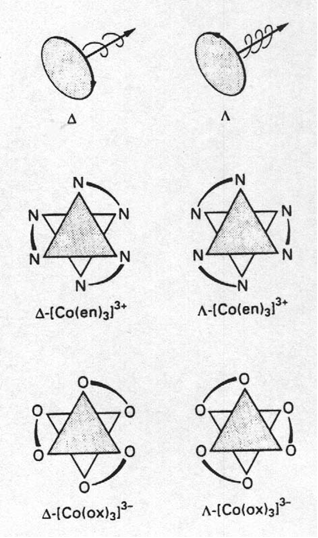 Δ Λ
N N
N N N N
N N N N
N N
Δ-[Co(en)₃]³⁺ Λ-[Co(en)₃]³⁺
O O
O O O O
O O O O
O O
Δ-[Co(ox)₃]³⁻ Λ-[Co(ox)₃]³⁻